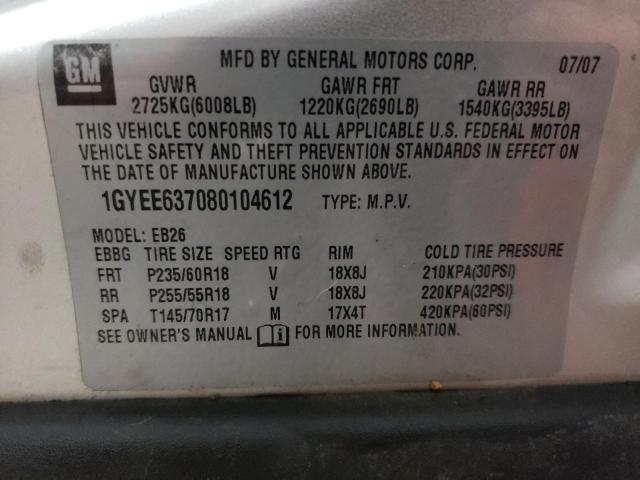 GM
MFD BY GENERAL MOTORS CORP. 07/07
GVWR GAWR FRT GAWR RR
2725KG(6008LB) 1220KG(2690LB) 1540KG(3395LB)
THIS VEHICLE CONFORMS TO ALL APPLICABLE U.S. FEDERAL MOTOR
VEHICLE SAFETY AND THEFT PREVENTION STANDARDS IN EFFECT ON
THE DATE OF MANUFACTURE SHOWN ABOVE.
1GYEE637080104612 TYPE: M.P.V.
MODEL: EB26
EBBG TIRE SIZE SPEED RTG RIM COLD TIRE PRESSURE
FRT P235/60R18 V 18X8J 210KPA(30PSI)
RR P255/55R18 V 18X8J 220KPA(32PSI)
SPA T145/70R17 M 17X4T 420KPA(60PSI)
SEE OWNER'S MANUAL FOR MORE INFORMATION.